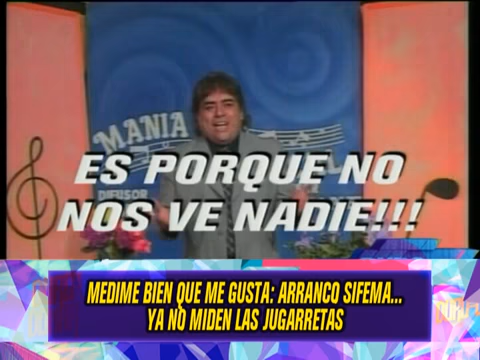 MANIA
DIFUSOR
ES PORQUE NO
NOS VE NADIE!!!
MEDIME BIEN QUE ME GUSTA: ARRANCO SIFEMA...
YA NO MIDEN LAS JUGARRETAS